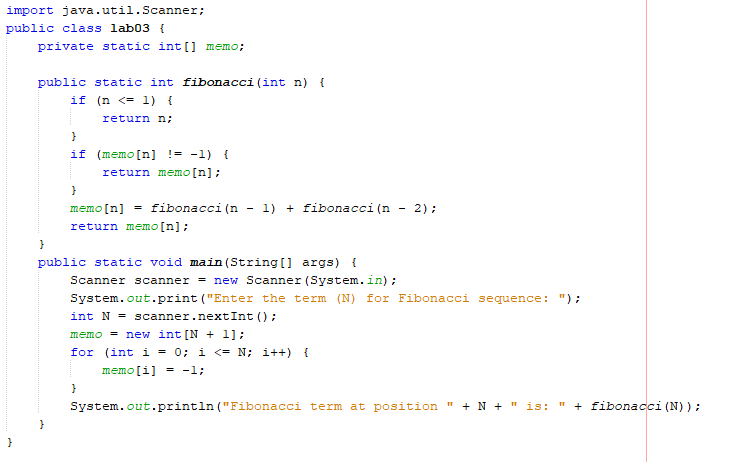 import java.util.Scanner;
public class lab03 {
    private static int[] memo;

    public static int fibonacci(int n) {
        if (n <= 1) {
            return n;
        }
        if (memo[n] != -1) {
            return memo[n];
        }
        memo[n] = fibonacci(n - 1) + fibonacci(n - 2);
        return memo[n];
    }
    public static void main(String[] args) {
        Scanner scanner = new Scanner(System.in);
        System.out.print("Enter the term (N) for Fibonacci sequence: ");
        int N = scanner.nextInt();
        memo = new int[N + 1];
        for (int i = 0; i <= N; i++) {
            memo[i] = -1;
        }
        System.out.println("Fibonacci term at position " + N + " is: " + fibonacci(N));
    }
}